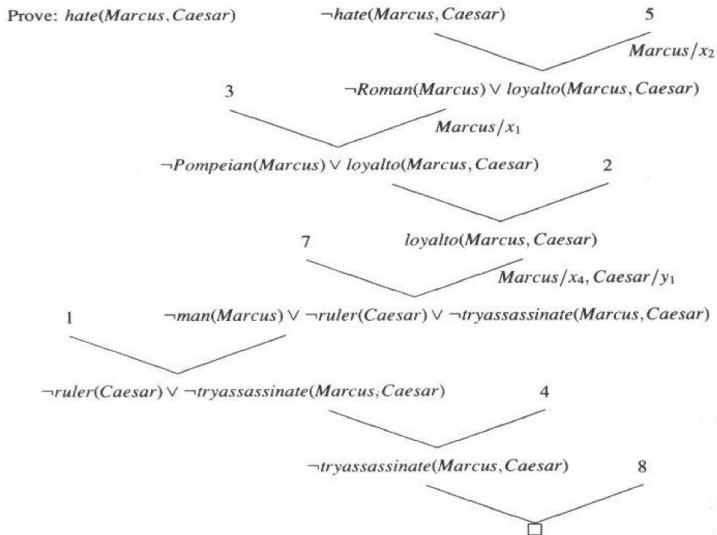 Prove: hate(Marcus, Caesar) ¬hate(Marcus, Caesar) 5
Marcus/x₂
3 ¬Roman(Marcus) ∨ loyalto(Marcus, Caesar)
Marcus/x₁
¬Pompeian(Marcus) ∨ loyalto(Marcus, Caesar) 2
7 loyalto(Marcus, Caesar)
Marcus/x₄, Caesar/y₁
1 ¬man(Marcus) ∨ ¬ruler(Caesar) ∨ ¬tryassassinate(Marcus, Caesar)
¬ruler(Caesar) ∨ ¬tryassassinate(Marcus, Caesar) 4
¬tryassassinate(Marcus, Caesar) 8